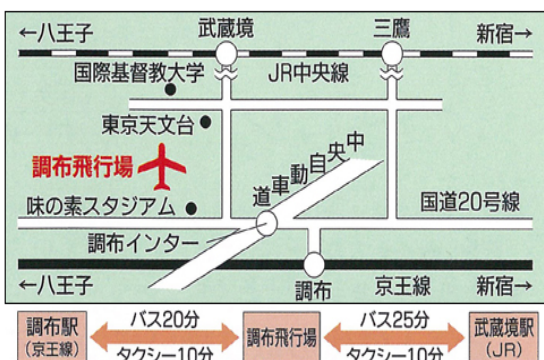 ←八王子
武蔵境
三鷹
新宿→
国際基督教大学
JR中央線
東京天文台
調布飛行場
中央自動車道
味の素スタジアム
国道20号線
調布インター
←八王子
調布
京王線
新宿→
調布駅
(京王線)
バス20分
タクシー10分
調布飛行場
バス25分
タクシー10分
武蔵境駅
(JR)